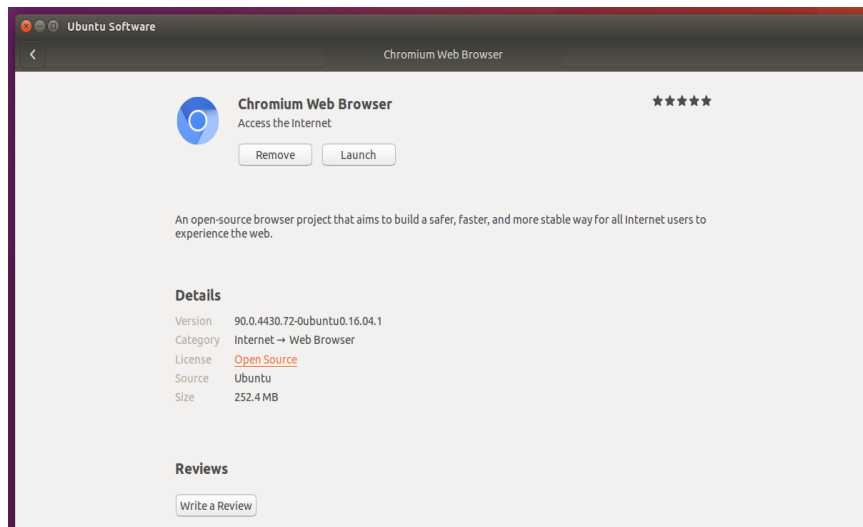 Ubuntu Software
Chromium Web Browser
Chromium Web Browser
Access the Internet
Remove Launch
An open-source browser project that aims to build a safer, faster, and more stable way for all Internet users to
experience the web.
Details
Version 90.0.4430.72-0ubuntu0.16.04.1
Category Internet → Web Browser
License Open Source
Source Ubuntu
Size 252.4 MB
Reviews
Write a Review